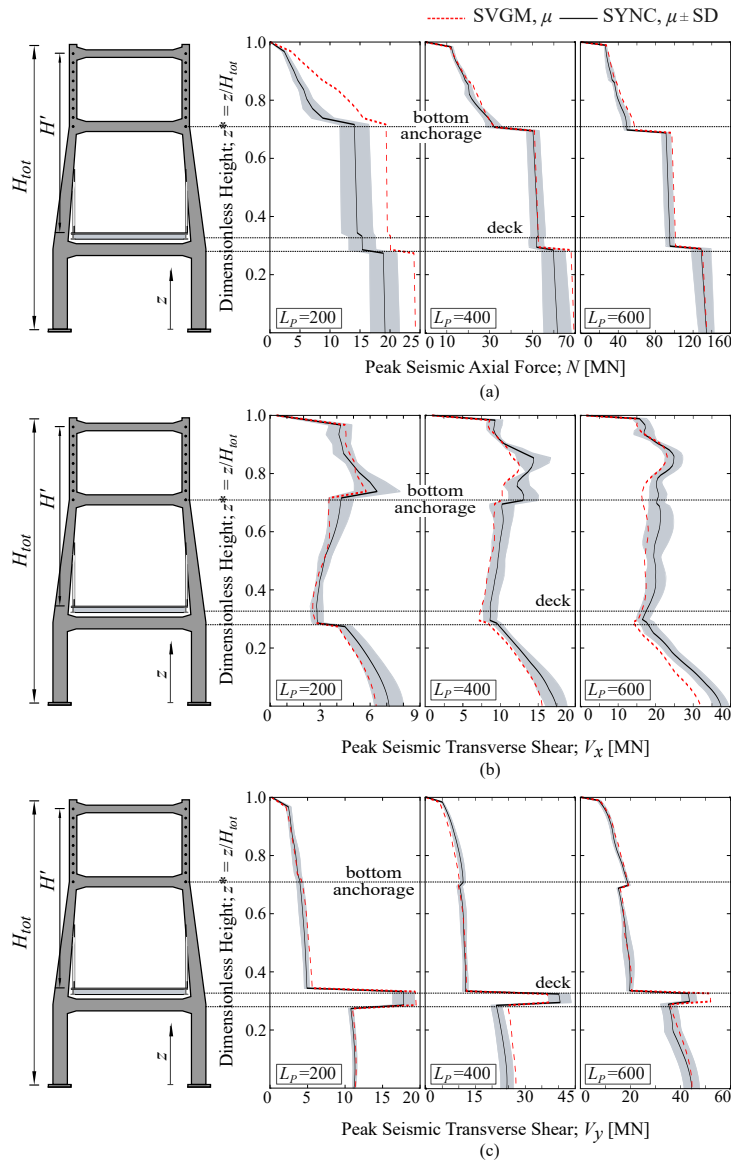 SVGM, μ SYNC, μ ± SD
H_tot
H'
z
Dimensionless Height; z* = z/H_tot
1.0
0.8
0.6
0.4
0.2
bottom
anchorage
deck
L_P=200
L_P=400
L_P=600
0 5 10 15 20 25
0 15 30 50 70
0 40 80 120 160
Peak Seismic Axial Force; N [MN]
(a)
H_tot
H'
z
Dimensionless Height; z* = z/H_tot
1.0
0.8
0.6
0.4
0.2
bottom
anchorage
deck
L_P=200
L_P=400
L_P=600
0 3 6 9
0 5 10 15 20
0 10 20 30 40
Peak Seismic Transverse Shear; V_x [MN]
(b)
H_tot
H'
z
Dimensionless Height; z* = z/H_tot
1.0
0.8
0.6
0.4
0.2
bottom
anchorage
deck
L_P=200
L_P=400
L_P=600
0 5 10 15 20
0 15 30 45
0 20 40 60
Peak Seismic Transverse Shear; V_y [MN]
(c)